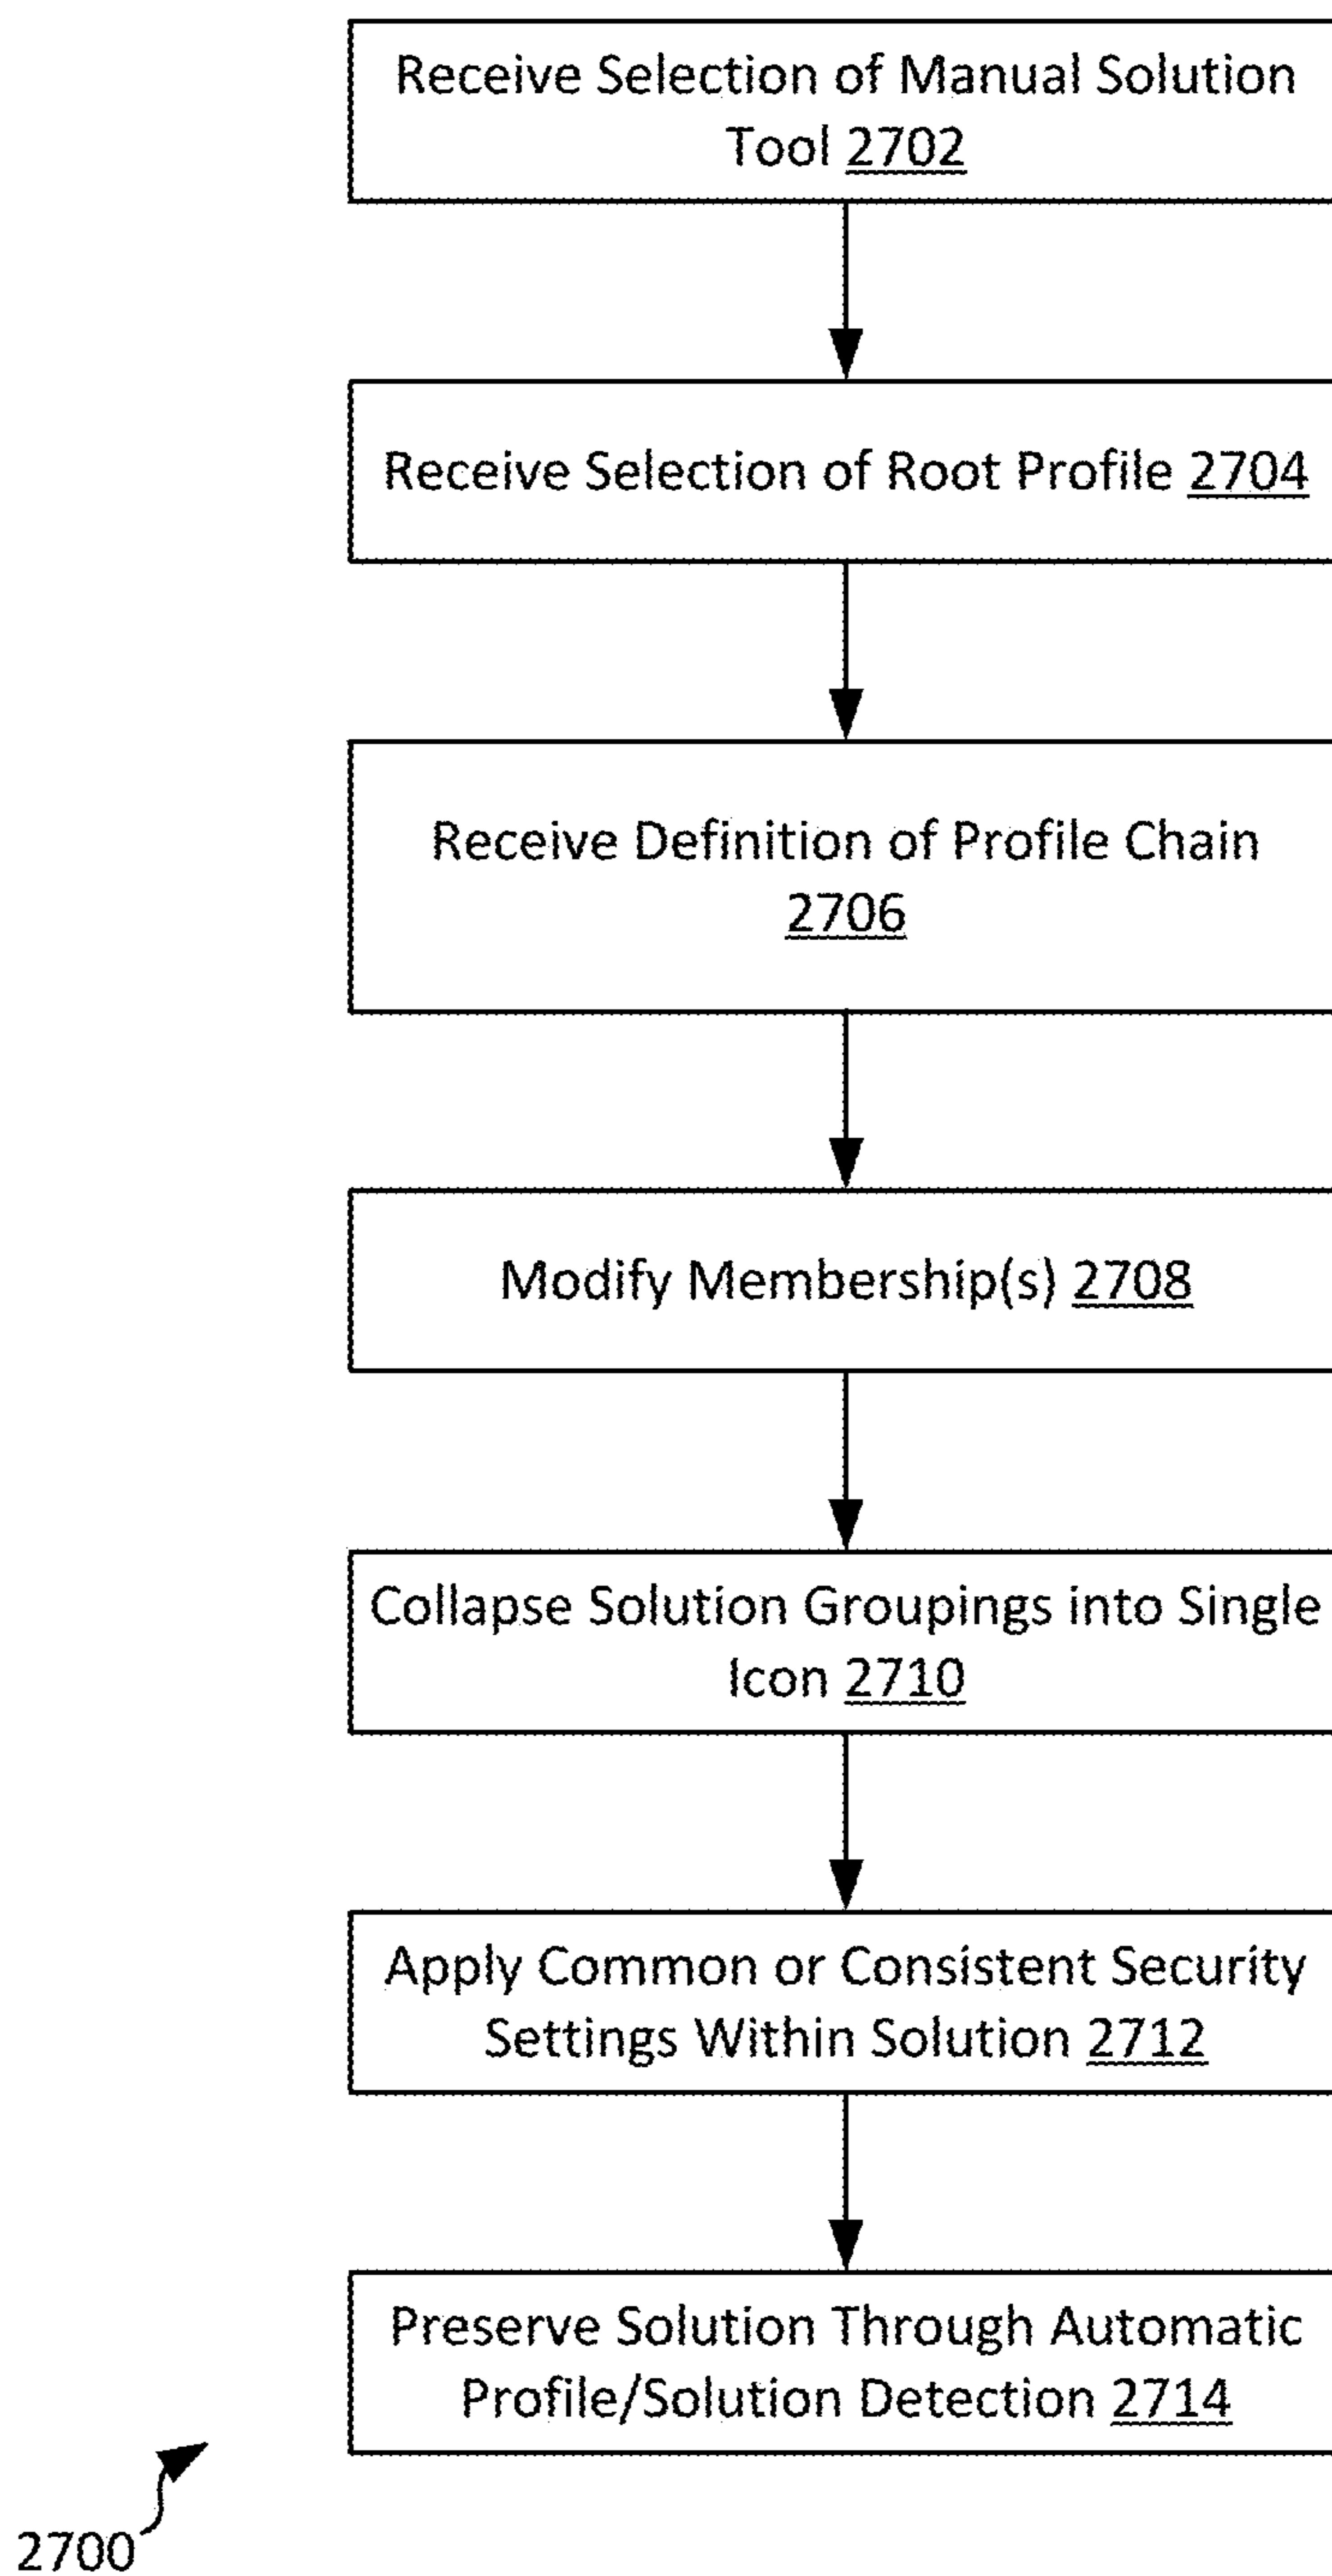 Receive Selection of Manual Solution
Tool 2702
Receive Selection of Root Profile 2704
Receive Definition of Profile Chain
2706
Modify Membership(s) 2708
Collapse Solution Groupings into Single
Icon 2710
Apply Common or Consistent Security
Settings Within Solution 2712
Preserve Solution Through Automatic
Profile/Solution Detection 2714
2700